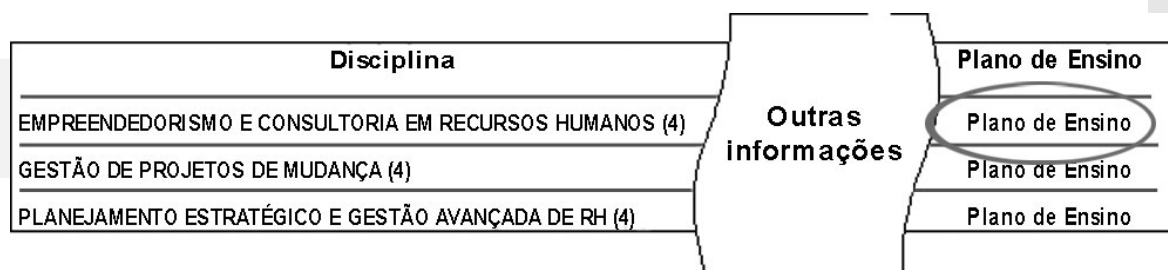 Disciplina Plano de Ensino
EMPREENDEDORISMO E CONSULTORIA EM RECURSOS HUMANOS (4) Outras informações Plano de Ensino
GESTÃO DE PROJETOS DE MUDANÇA (4) Plano de Ensino
PLANEJAMENTO ESTRATÉGICO E GESTÃO AVANÇADA DE RH (4) Plano de Ensino